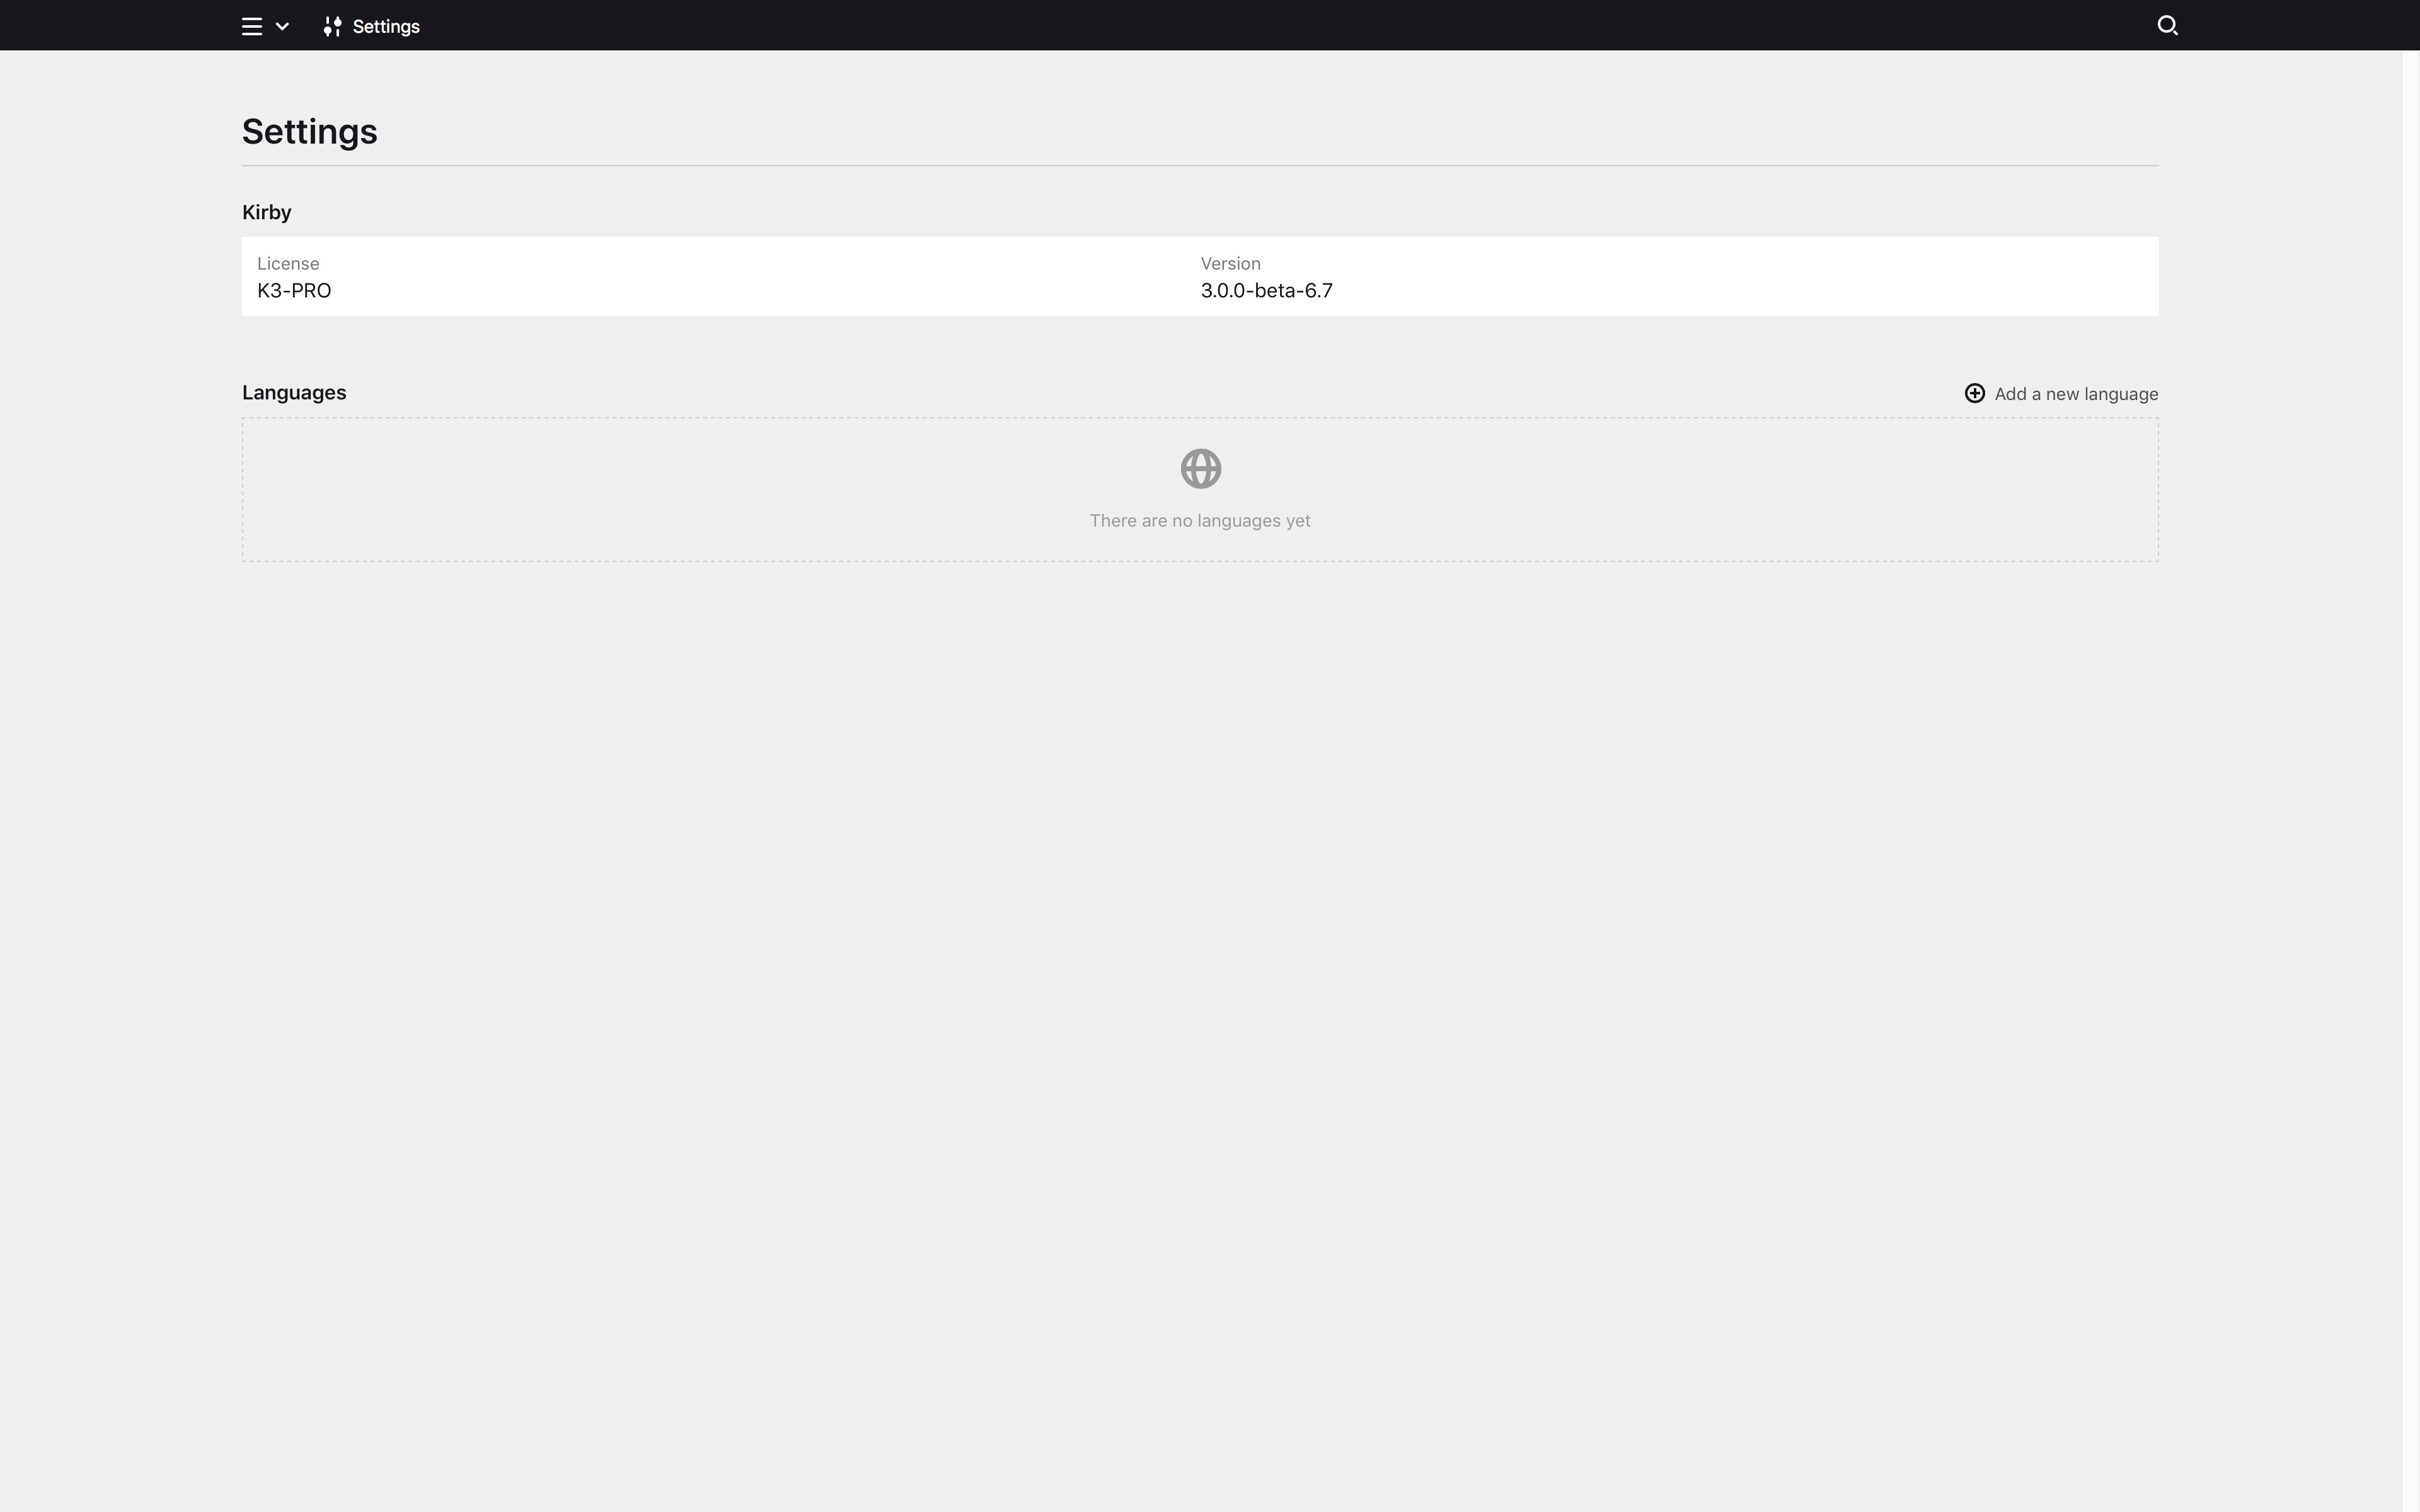 Settings
Settings
Kirby
License
Version
K3-PRO
3.0.0-beta-6.7
Languages
Add a new language
There are no languages yet